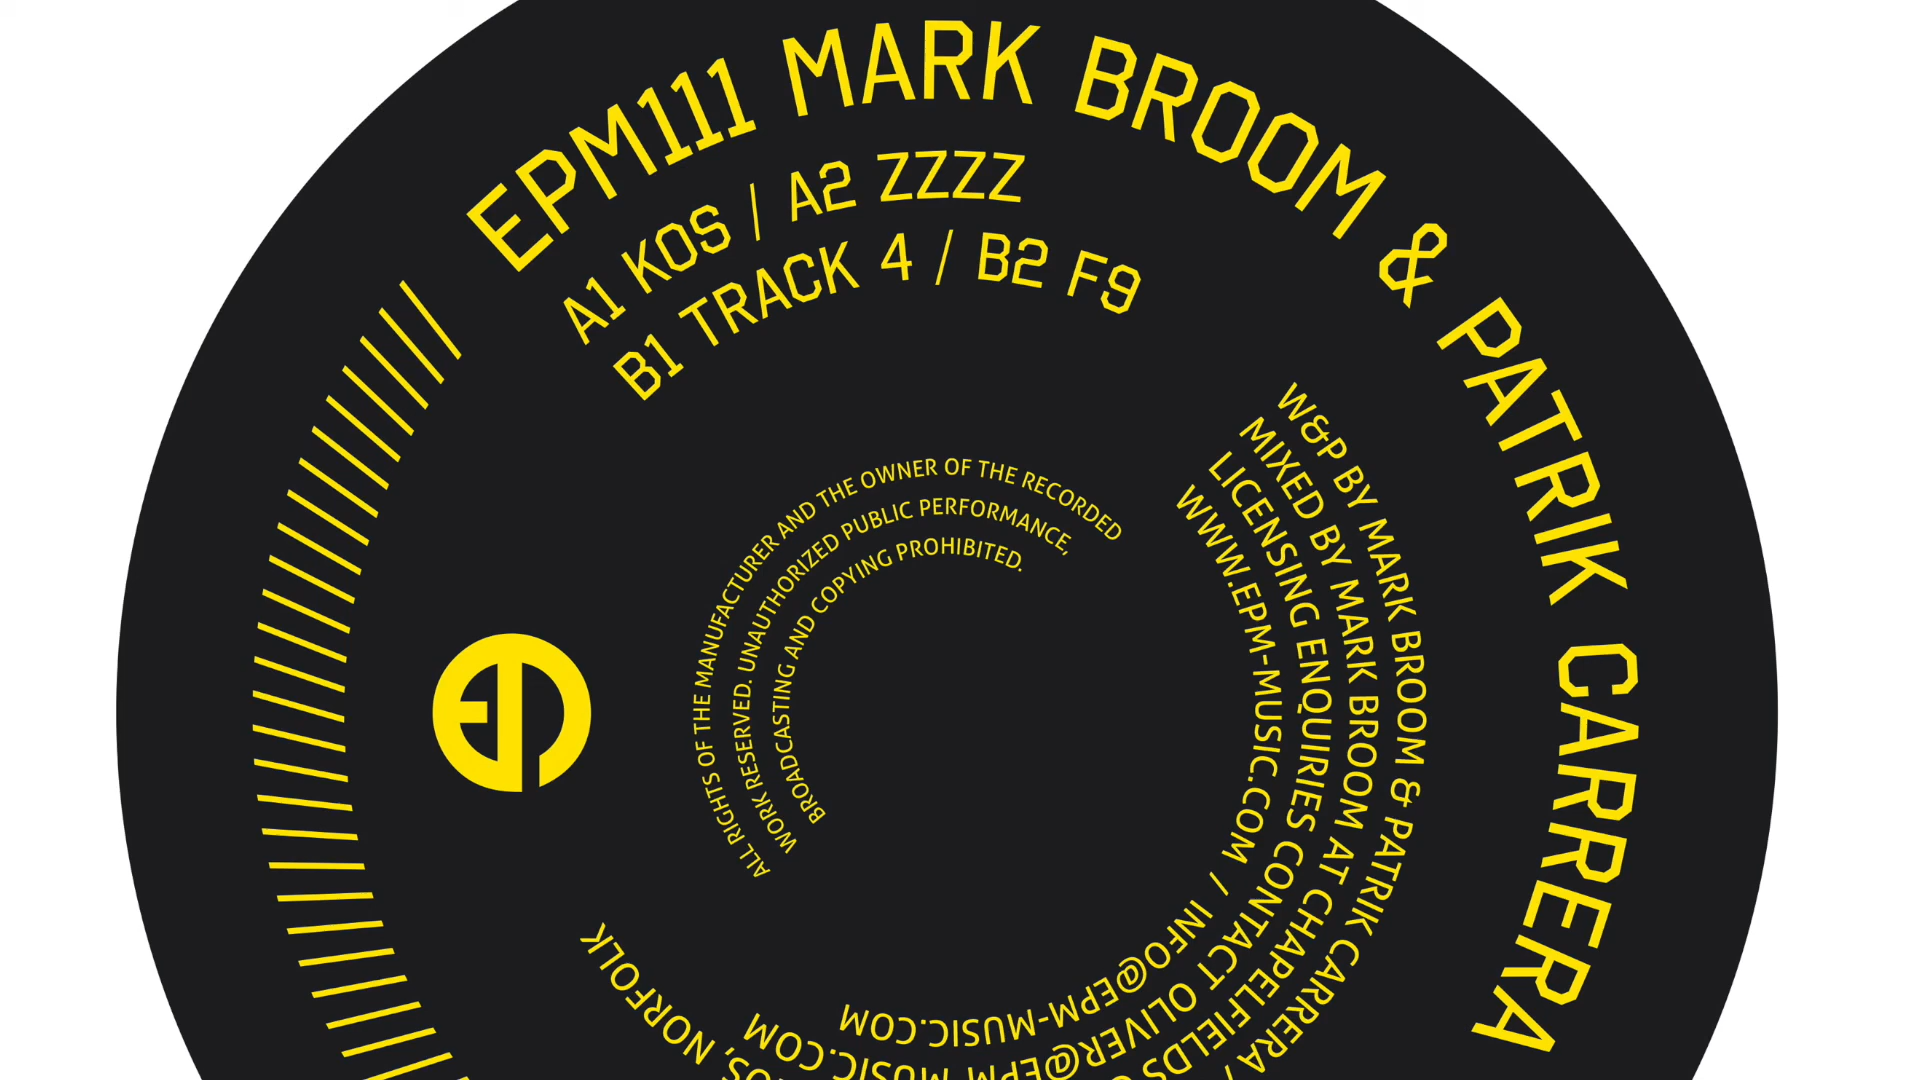 EPM111 MARK BROOM & PATRIK CARRERA
A1 KOS / A2 ZZZZ
B1 TRACK 4 / B2 F9
W&P BY MARK BROOM & PATRIK CARRERA /
MIXED BY MARK BROOM AT CHAPELFIELDS NORFOLK
LICENSING ENQUIRIES CONTACT OLIVER@EPM-MUSIC.COM
WWW.EPM-MUSIC.COM / INFO@EPM-MUSIC.COM
ALL RIGHTS OF THE MANUFACTURER AND THE OWNER OF THE RECORDED
WORK RESERVED. UNAUTHORIZED PUBLIC PERFORMANCE,
BROADCASTING AND COPYING PROHIBITED.
EP